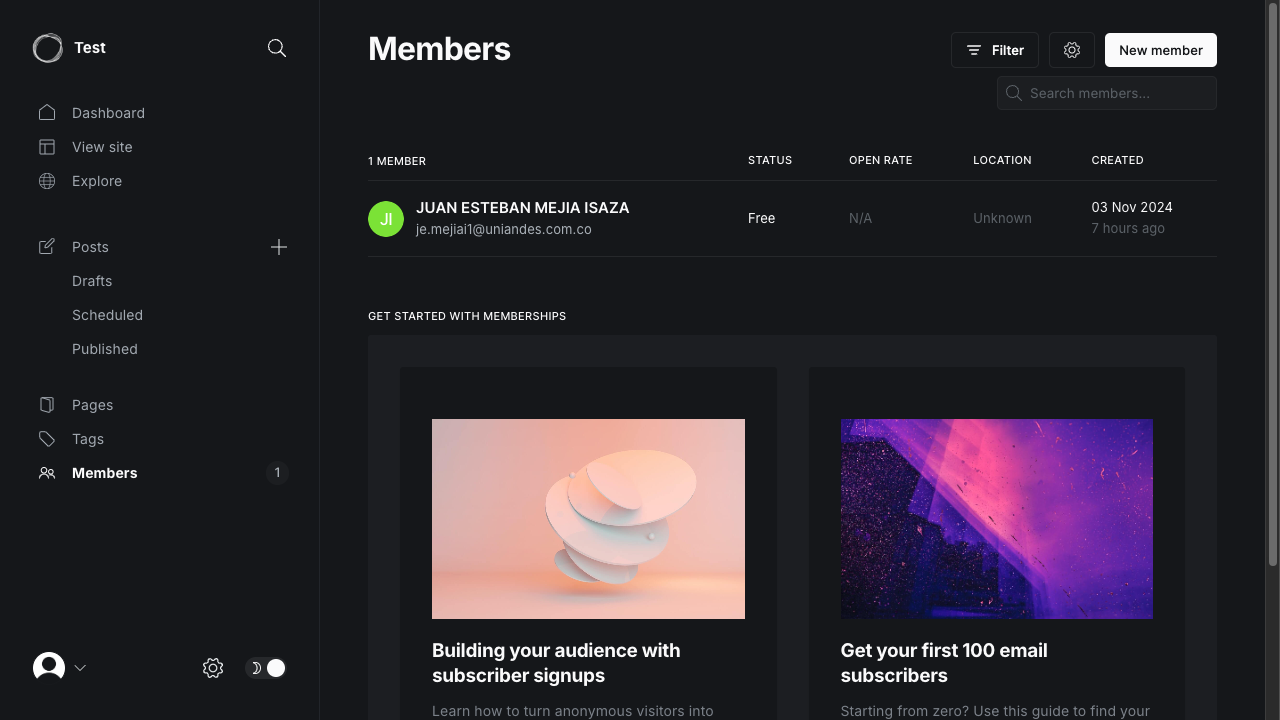 Test
Dashboard
View site
Explore
Posts
Drafts
Scheduled
Published
Pages
Tags
Members
1
Members
Filter
New member
Search members...
1 MEMBER
STATUS
OPEN RATE
LOCATION
CREATED
JI
JUAN ESTEBAN MEJIA ISAZA
je.mejiai1@uniandes.com.co
Free
N/A
Unknown
03 Nov 2024
7 hours ago
GET STARTED WITH MEMBERSHIPS
Building your audience with
subscriber signups
Learn how to turn anonymous visitors into
Get your first 100 email
subscribers
Starting from zero? Use this guide to find your